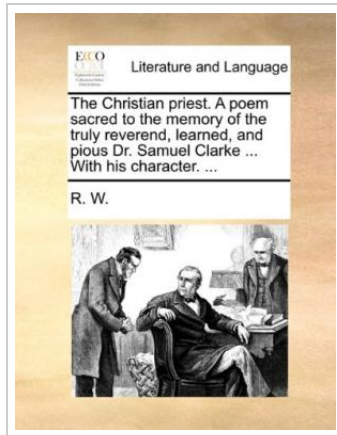 ECCO
Literature and Language
The Christian priest. A poem
sacred to the memory of the
truly reverend, learned, and
pious Dr. Samuel Clarke ...
With his character. ...
R. W.